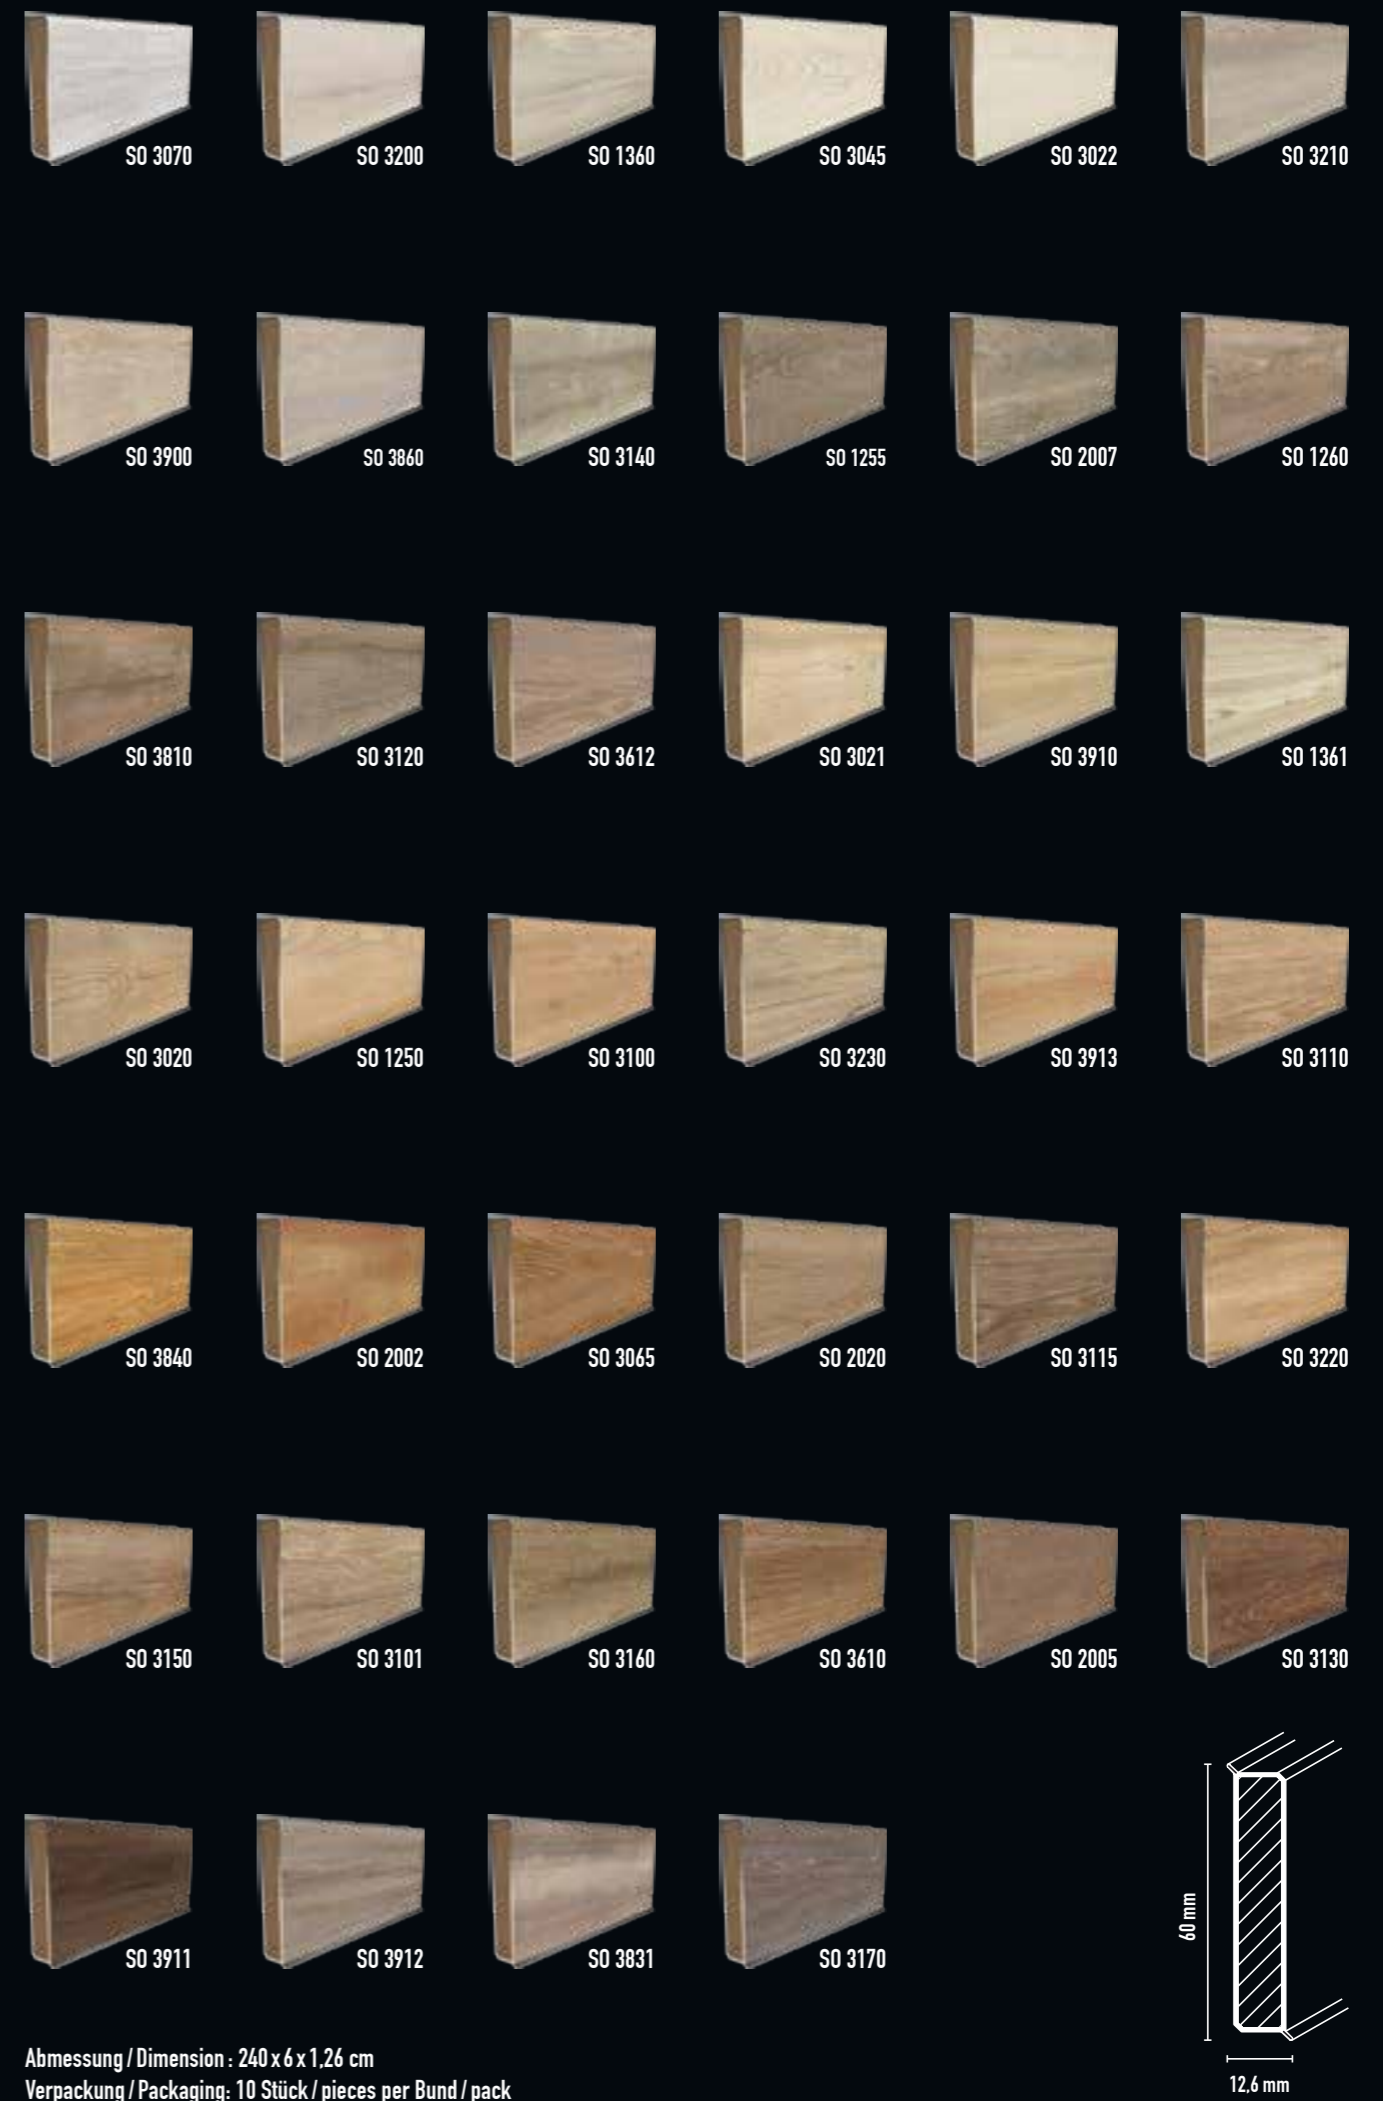 SO 3070
SO 3200
SO 1360
SO 3045
SO 3022
SO 3210
SO 3900
SO 3860
SO 3140
SO 1255
SO 2007
SO 1260
SO 3810
SO 3120
SO 3612
SO 3021
SO 3910
SO 1361
SO 3020
SO 1250
SO 3100
SO 3230
SO 3913
SO 3110
SO 3840
SO 2002
SO 3065
SO 2020
SO 3115
SO 3220
SO 3150
SO 3101
SO 3160
SO 3610
SO 2005
SO 3130
SO 3911
SO 3912
SO 3831
SO 3170
60 mm
12,6 mm
Abmessung / Dimension : 240 x 6 x 1,26 cm
Verpackung / Packaging: 10 Stück / pieces per Bund / pack